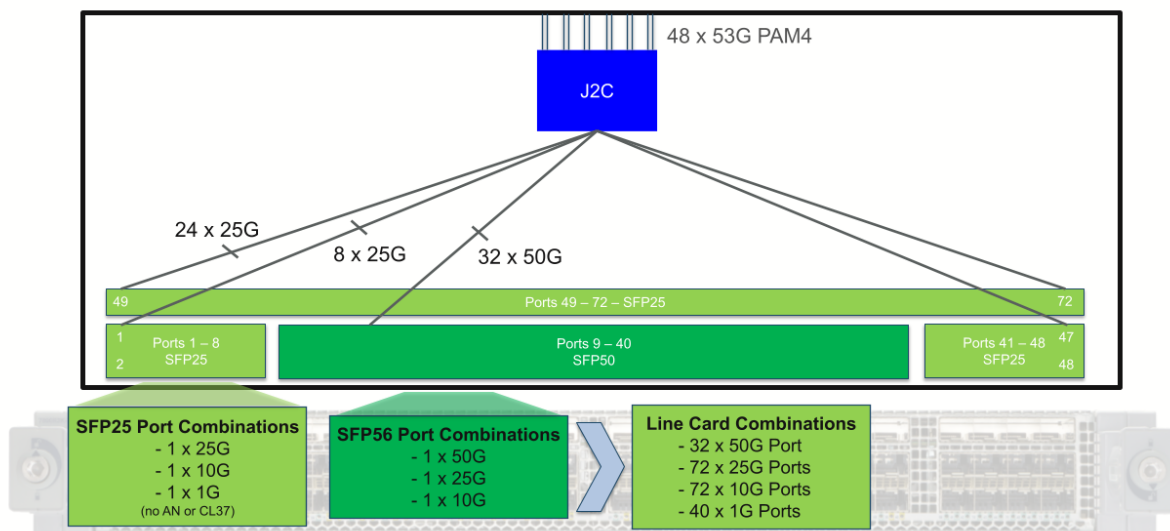 48 x 53G PAM4
J2C
24 x 25G
8 x 25G
32 x 50G
49
Ports 49 – 72 – SFP25
72
1
2
Ports 1 – 8
SFP25
Ports 9 – 40
SFP50
Ports 41 – 48
SFP25
47
48
SFP25 Port Combinations
- 1 x 25G
- 1 x 10G
- 1 x 1G
(no AN or CL37)
SFP56 Port Combinations
- 1 x 50G
- 1 x 25G
- 1 x 10G
Line Card Combinations
- 32 x 50G Port
- 72 x 25G Ports
- 72 x 10G Ports
- 40 x 1G Ports